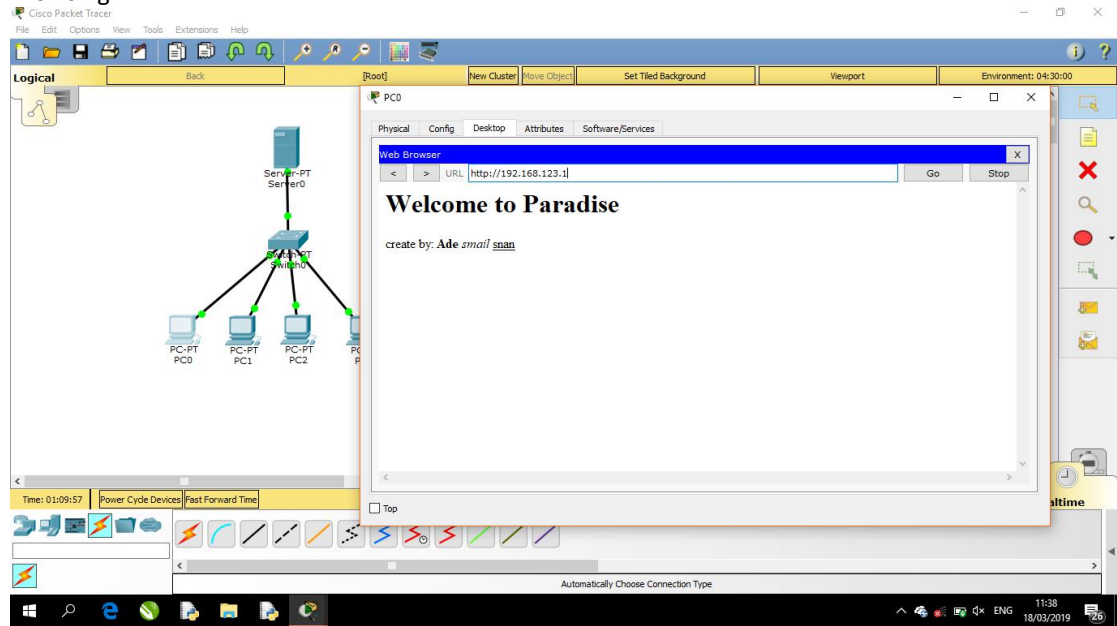 Cisco Packet Tracer
File Edit Options View Tools Extensions Help
Logical Back [Root] New Cluster Move Object Set Tiled Background Viewport Environment: 04:30:00
PC0
Physical Config Desktop Attributes Software/Services
Web Browser X
< > URL http://192.168.123.1 Go Stop
Welcome to Paradise
create by: Ade smail snan
Server-PT
Server0
Switch-PT
Switch0
PC-PT PC-PT PC-PT
PC0 PC1 PC2
Top
Time: 01:09:57 Power Cycle Devices Fast Forward Time
Automatically Choose Connection Type
ENG 11:38
18/03/2019
26